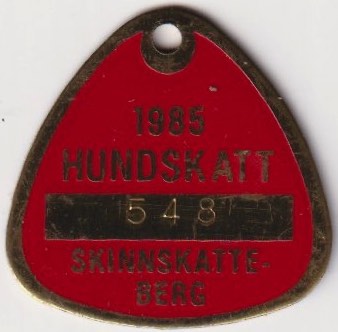 1985
HUNDSKATT
548
SKINNSKATTE-
BERG